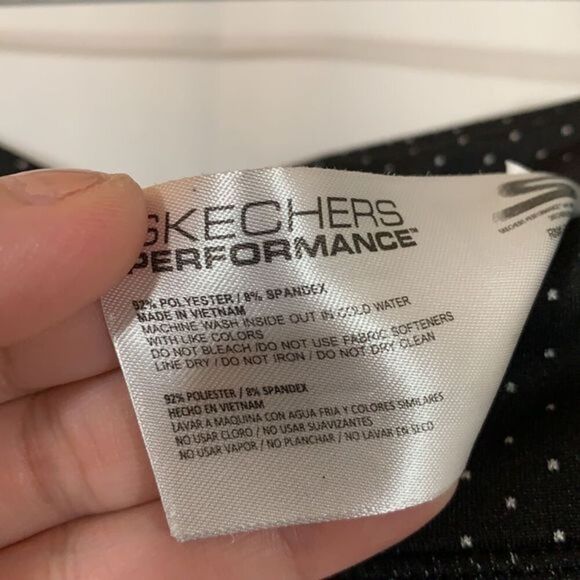 SKECHERS
PERFORMANCE™
92% POLYESTER / 8% SPANDEX
MADE IN VIETNAM
MACHINE WASH INSIDE OUT IN COLD WATER
WITH LIKE COLORS
DO NOT BLEACH /DO NOT USE FABRIC SOFTENERS
LINE DRY / DO NOT IRON / DO NOT DRY CLEAN
92% POLIESTER / 8% SPANDEX
HECHO EN VIETNAM
LAVAR A MAQUINA CON AGUA FRIA Y COLORES SIMILARES
NO USAR CLORO / NO USAR SUAVIZANTES
NO USAR VAPOR / NO PLANCHAR / NO LAVAR EN SECO
SKECHERS PERFORMANCE